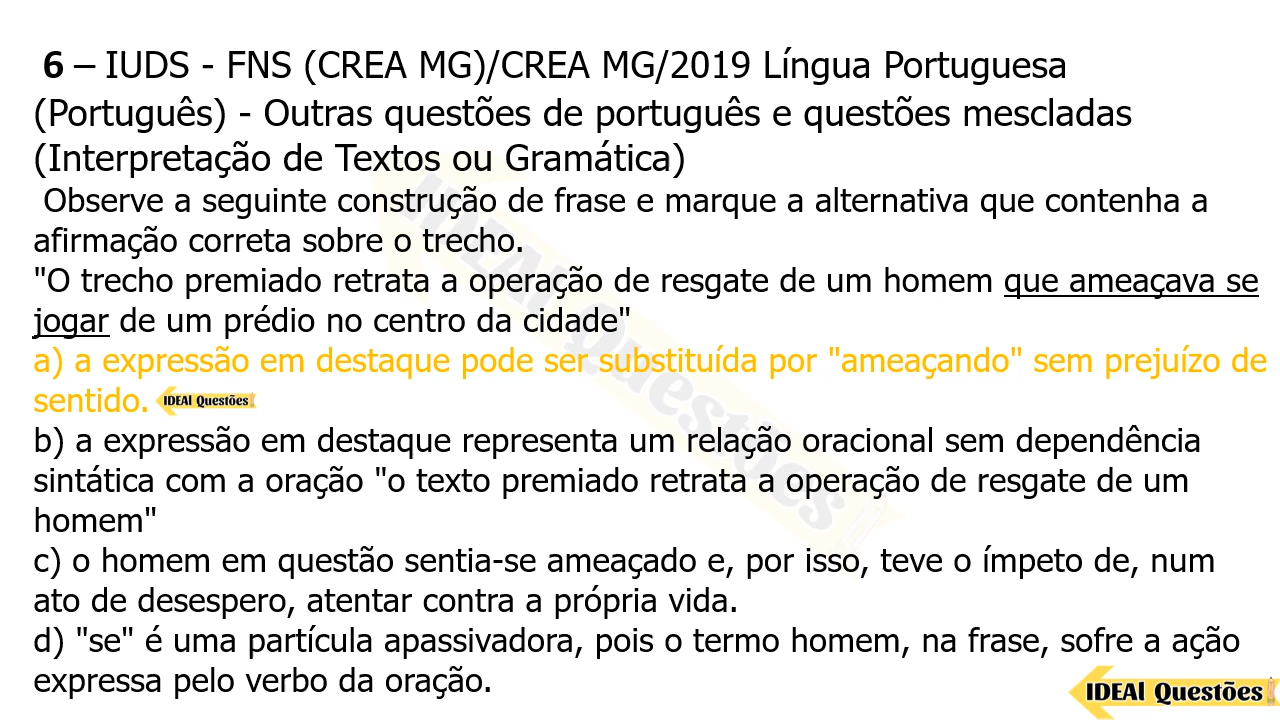 6 – IUDS - FNS (CREA MG)/CREA MG/2019 Língua Portuguesa
(Português) - Outras questões de português e questões mescladas
(Interpretação de Textos ou Gramática)
Observe a seguinte construção de frase e marque a alternativa que contenha a
afirmação correta sobre o trecho.
"O trecho premiado retrata a operação de resgate de um homem que ameaçava se
jogar de um prédio no centro da cidade"
a) a expressão em destaque pode ser substituída por "ameaçando" sem prejuízo de
sentido. IDEAl Questões
b) a expressão em destaque representa um relação oracional sem dependência
sintática com a oração "o texto premiado retrata a operação de resgate de um
homem"
c) o homem em questão sentia-se ameaçado e, por isso, teve o ímpeto de, num
ato de desespero, atentar contra a própria vida.
d) "se" é uma partícula apassivadora, pois o termo homem, na frase, sofre a ação
expressa pelo verbo da oração.
IDEAl Questões
IDEAl Questões